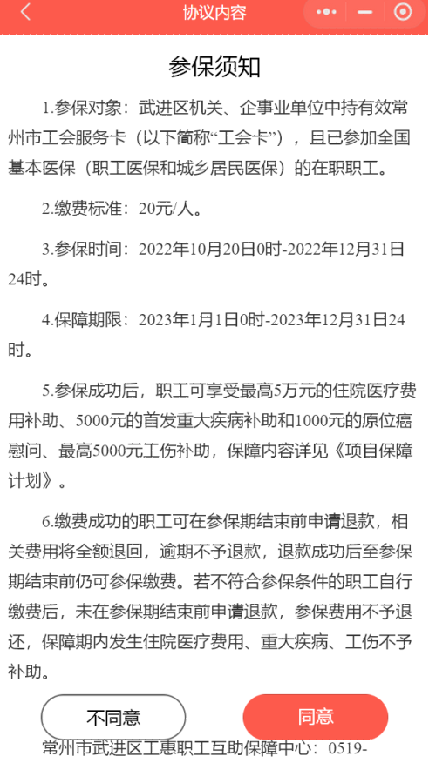 协议内容
参保须知
1.参保对象：武进区机关、企事业单位中持有效常
州市工会服务卡（以下简称“工会卡”），且已参加全国
基本医保（职工医保和城乡居民医保）的在职职工。
2.缴费标准：20元/人。
3.参保时间：2022年10月20日0时-2022年12月31日
24时。
4.保障期限：2023年1月1日0时-2023年12月31日24
时。
5.参保成功后，职工可享受最高5万元的住院医疗费
用补助、5000元的首发重大疾病补助和1000元的原位癌
慰问、最高5000元工伤补助，保障内容详见《项目保障
计划》。
6.缴费成功的职工可在参保期结束前申请退款，相
关费用将全额退回，逾期不予退款，退款成功后至参保
期结束前仍可参保缴费。若不符合参保条件的职工自行
缴费后，未在参保期结束前申请退款，参保费用不予退
还，保障期内发生住院医疗费用、重大疾病、工伤不予
补助。
不同意
同意
常州市武进区工惠职工互助保障中心：0519-